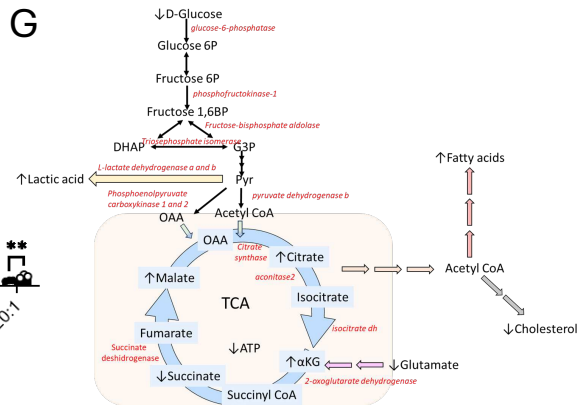 G
↓D-Glucose
glucose-6-phosphatase
Glucose 6P
Fructose 6P
phosphofructokinase-1
Fructose 1,6BP
Fructose-bisphosphate aldolase
Triosephosphate isomerase
DHAP
G3P
L-lactate dehydrogenase a and b
↑Lactic acid
Pyr
Phosphoenolpyruvate
carboxykinase 1 and 2
pyruvate dehydrogenase b
OAA
Acetyl CoA
OAA
Citrate
synthase
↑Citrate
aconitase2
↑Malate
Isocitrate
TCA
isocitrate dh
Fumarate
Succinate
deshidrogenase
↓ATP
↑αKG
↓Glutamate
2-oxoglutarate dehydrogenase
↓Succinate
Succinyl CoA
↑Fatty acids
Acetyl CoA
↓Cholesterol
**
0:1